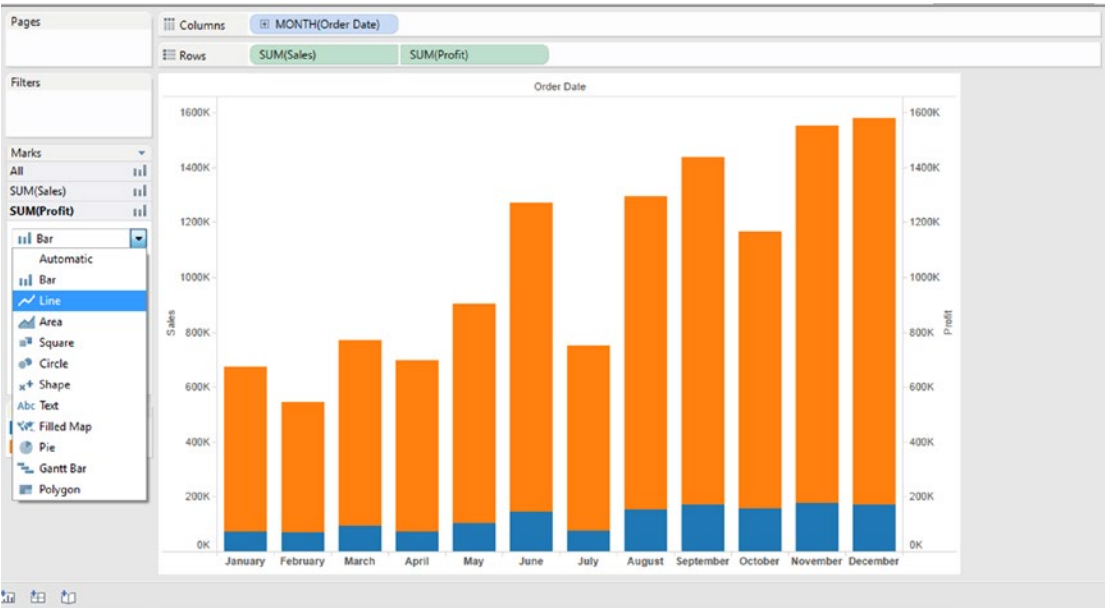 Pages
Columns
MONTH(Order Date)
Rows
SUM(Sales)
SUM(Profit)
Filters
Marks
All
SUM(Sales)
SUM(Profit)
Bar
Automatic
Bar
Line
Area
Square
Circle
Shape
Abc Text
Filled Map
Pie
Gantt Bar
Polygon
Order Date
1600K
1400K
1200K
1000K
800K
600K
400K
200K
0K
Sales
1600K
1400K
1200K
1000K
800K
600K
400K
200K
0K
Profit
January February March April May June July August September October November December